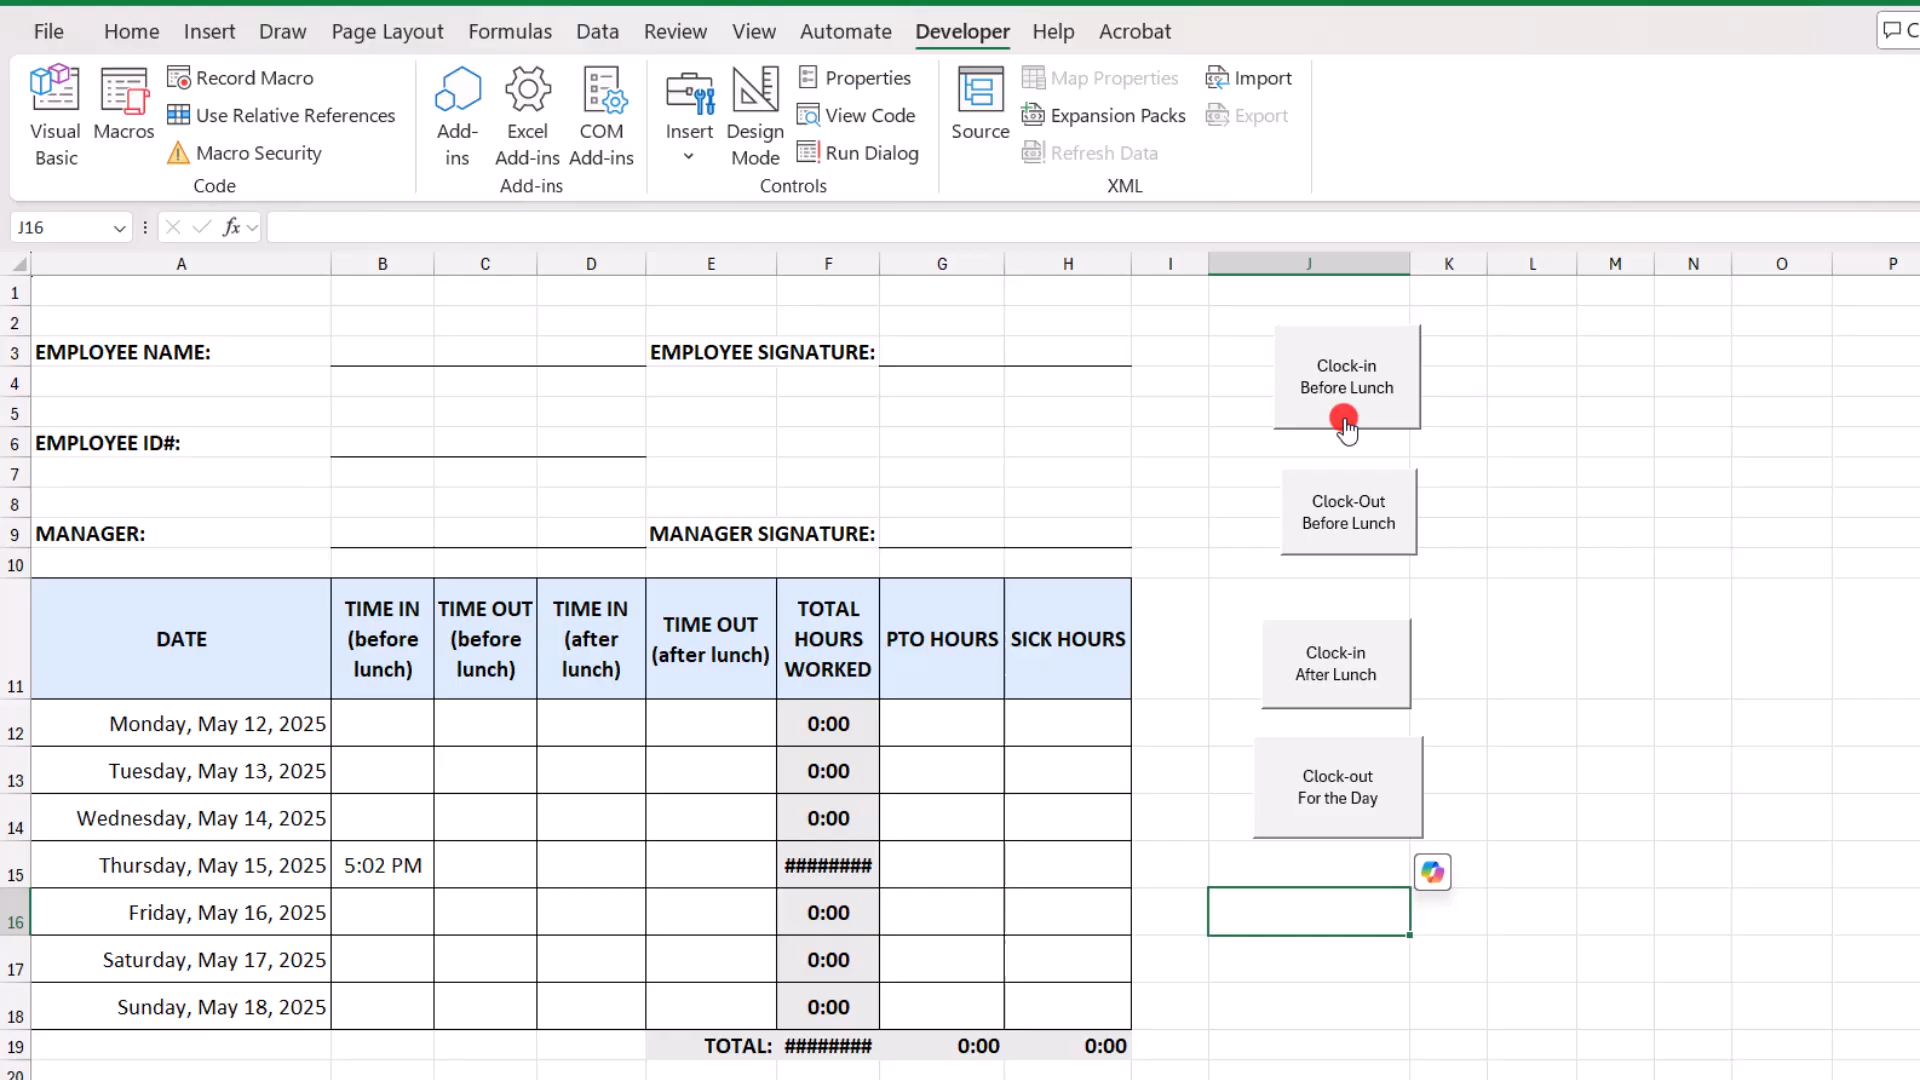 File Home Insert Draw Page Layout Formulas Data Review View Automate Developer Help Acrobat
Visual Basic
Macros
Record Macro
Use Relative References
Macro Security
Code
Add-ins
Excel Add-ins
COM Add-ins
Add-ins
Insert
Design Mode
Properties
View Code
Run Dialog
Controls
Source
Map Properties
Expansion Packs
Refresh Data
Import
Export
XML
J16
fx
A B C D E F G H I J K L M N O P
1
2
3 EMPLOYEE NAME: EMPLOYEE SIGNATURE:
4
5
6 EMPLOYEE ID#:
7
8
9 MANAGER: MANAGER SIGNATURE:
10
11 DATE
TIME IN
(before
lunch)
TIME OUT
(before
lunch)
TIME IN
(after
lunch)
TIME OUT
(after lunch)
TOTAL
HOURS
WORKED
PTO HOURS
SICK HOURS
12 Monday, May 12, 2025 0:00
13 Tuesday, May 13, 2025 0:00
14 Wednesday, May 14, 2025 0:00
15 Thursday, May 15, 2025 5:02 PM ########
16 Friday, May 16, 2025 0:00
17 Saturday, May 17, 2025 0:00
18 Sunday, May 18, 2025 0:00
19 TOTAL: ######## 0:00 0:00
20
Clock-in
Before Lunch
Clock-Out
Before Lunch
Clock-in
After Lunch
Clock-out
For the Day